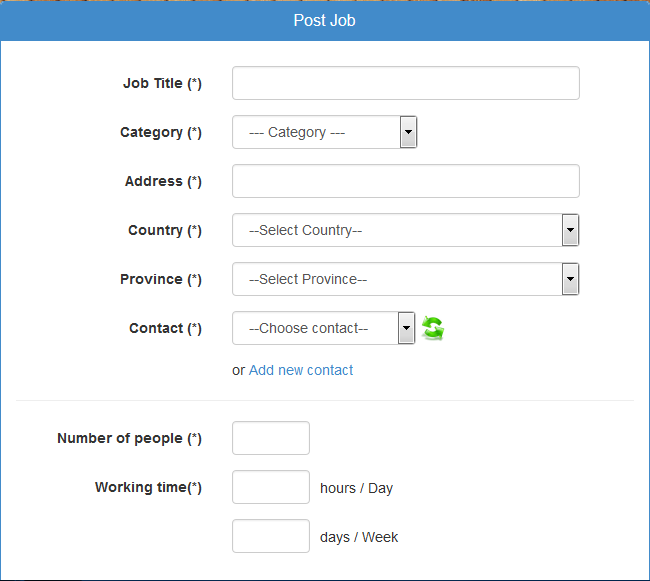 Post Job
Job Title (*)
Category (*) --- Category ---
Address (*)
Country (*) --Select Country--
Province (*) --Select Province--
Contact (*) --Choose contact--
or Add new contact
Number of people (*)
Working time(*) hours / Day
days / Week